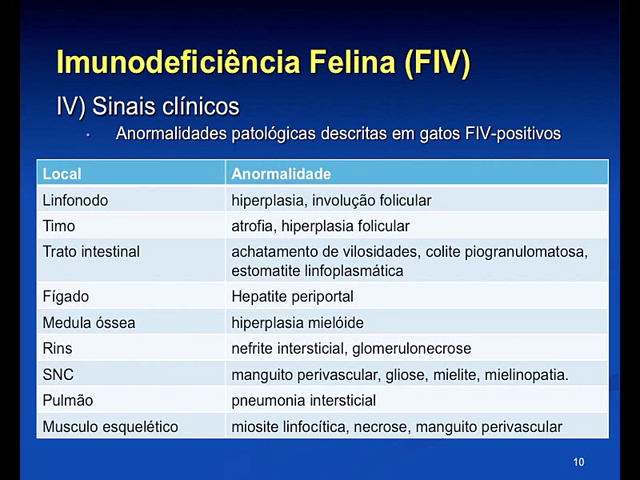 Imunodeficiência Felina (FIV)
IV) Sinais clínicos
• Anormalidades patológicas descritas em gatos FIV-positivos
Local Anormalidade
Linfonodo hiperplasia, involução folicular
Timo atrofia, hiperplasia folicular
Trato intestinal achatamento de vilosidades, colite piogranulomatosa,
estomatite linfoplasmática
Fígado Hepatite periportal
Medula óssea hiperplasia mielóide
Rins nefrite intersticial, glomerulonecrose
SNC manguito perivascular, gliose, mielite, mielinopatia.
Pulmão pneumonia intersticial
Musculo esquelético miosite linfocítica, necrose, manguito perivascular
10